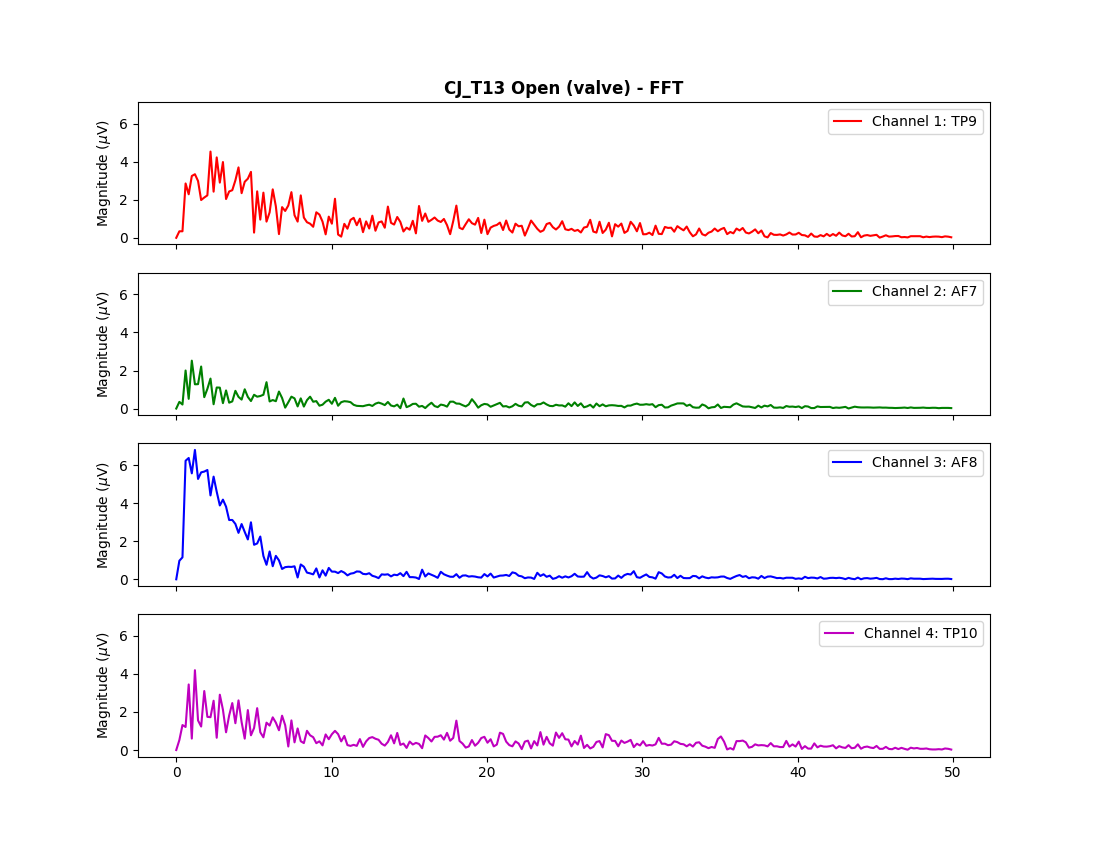 CJ_T13 Open (valve) - FFT
Magnitude (μV)
6
4
2
0
Channel 1: TP9
Magnitude (μV)
6
4
2
0
Channel 2: AF7
Magnitude (μV)
6
4
2
0
Channel 3: AF8
Magnitude (μV)
6
4
2
0
Channel 4: TP10
0 10 20 30 40 50